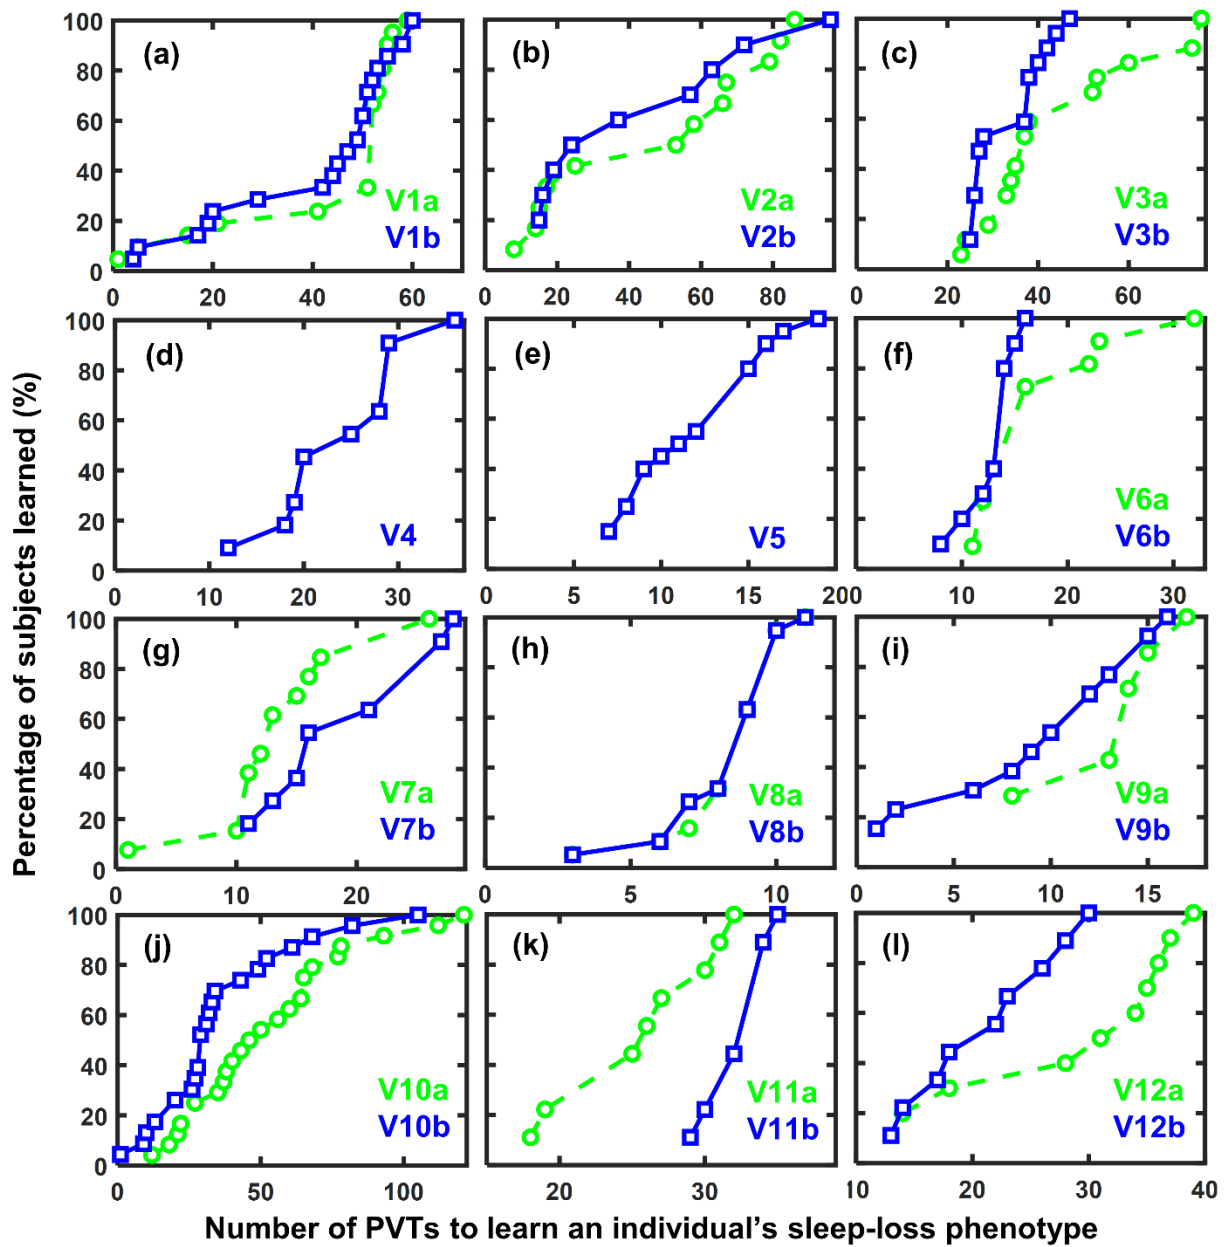 100
80
60
40
20
0
(a)
V1a
V1b
0 20 40 60
(b)
V2a
V2b
0 20 40 60 80
(c)
V3a
V3b
0 20 40 60
100
80
60
40
20
0
(d)
V4
10 20 30
(e)
V5
5 10 15 20
(f)
V6a
V6b
0 10 20 30
100
80
60
40
20
0
(g)
V7a
V7b
0 10 20
(h)
V8a
V8b
0 5 10
(i)
V9a
V9b
0 5 10 15
100
80
60
40
20
0
(j)
V10a
V10b
0 50 100
(k)
V11a
V11b
20 30
(l)
V12a
V12b
10 20 30 40
Percentage of subjects learned (%)
Number of PVTs to learn an individual's sleep-loss phenotype